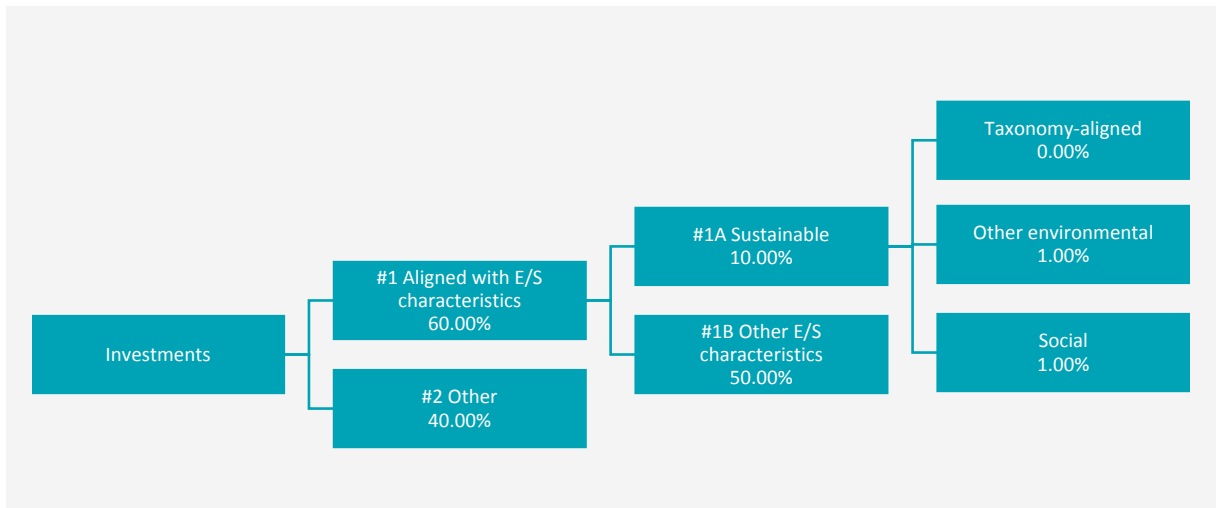 Investments
#1 Aligned with E/S
characteristics
60.00%
#2 Other
40.00%
#1A Sustainable
10.00%
#1B Other E/S
characteristics
50.00%
Taxonomy-aligned
0.00%
Other environmental
1.00%
Social
1.00%